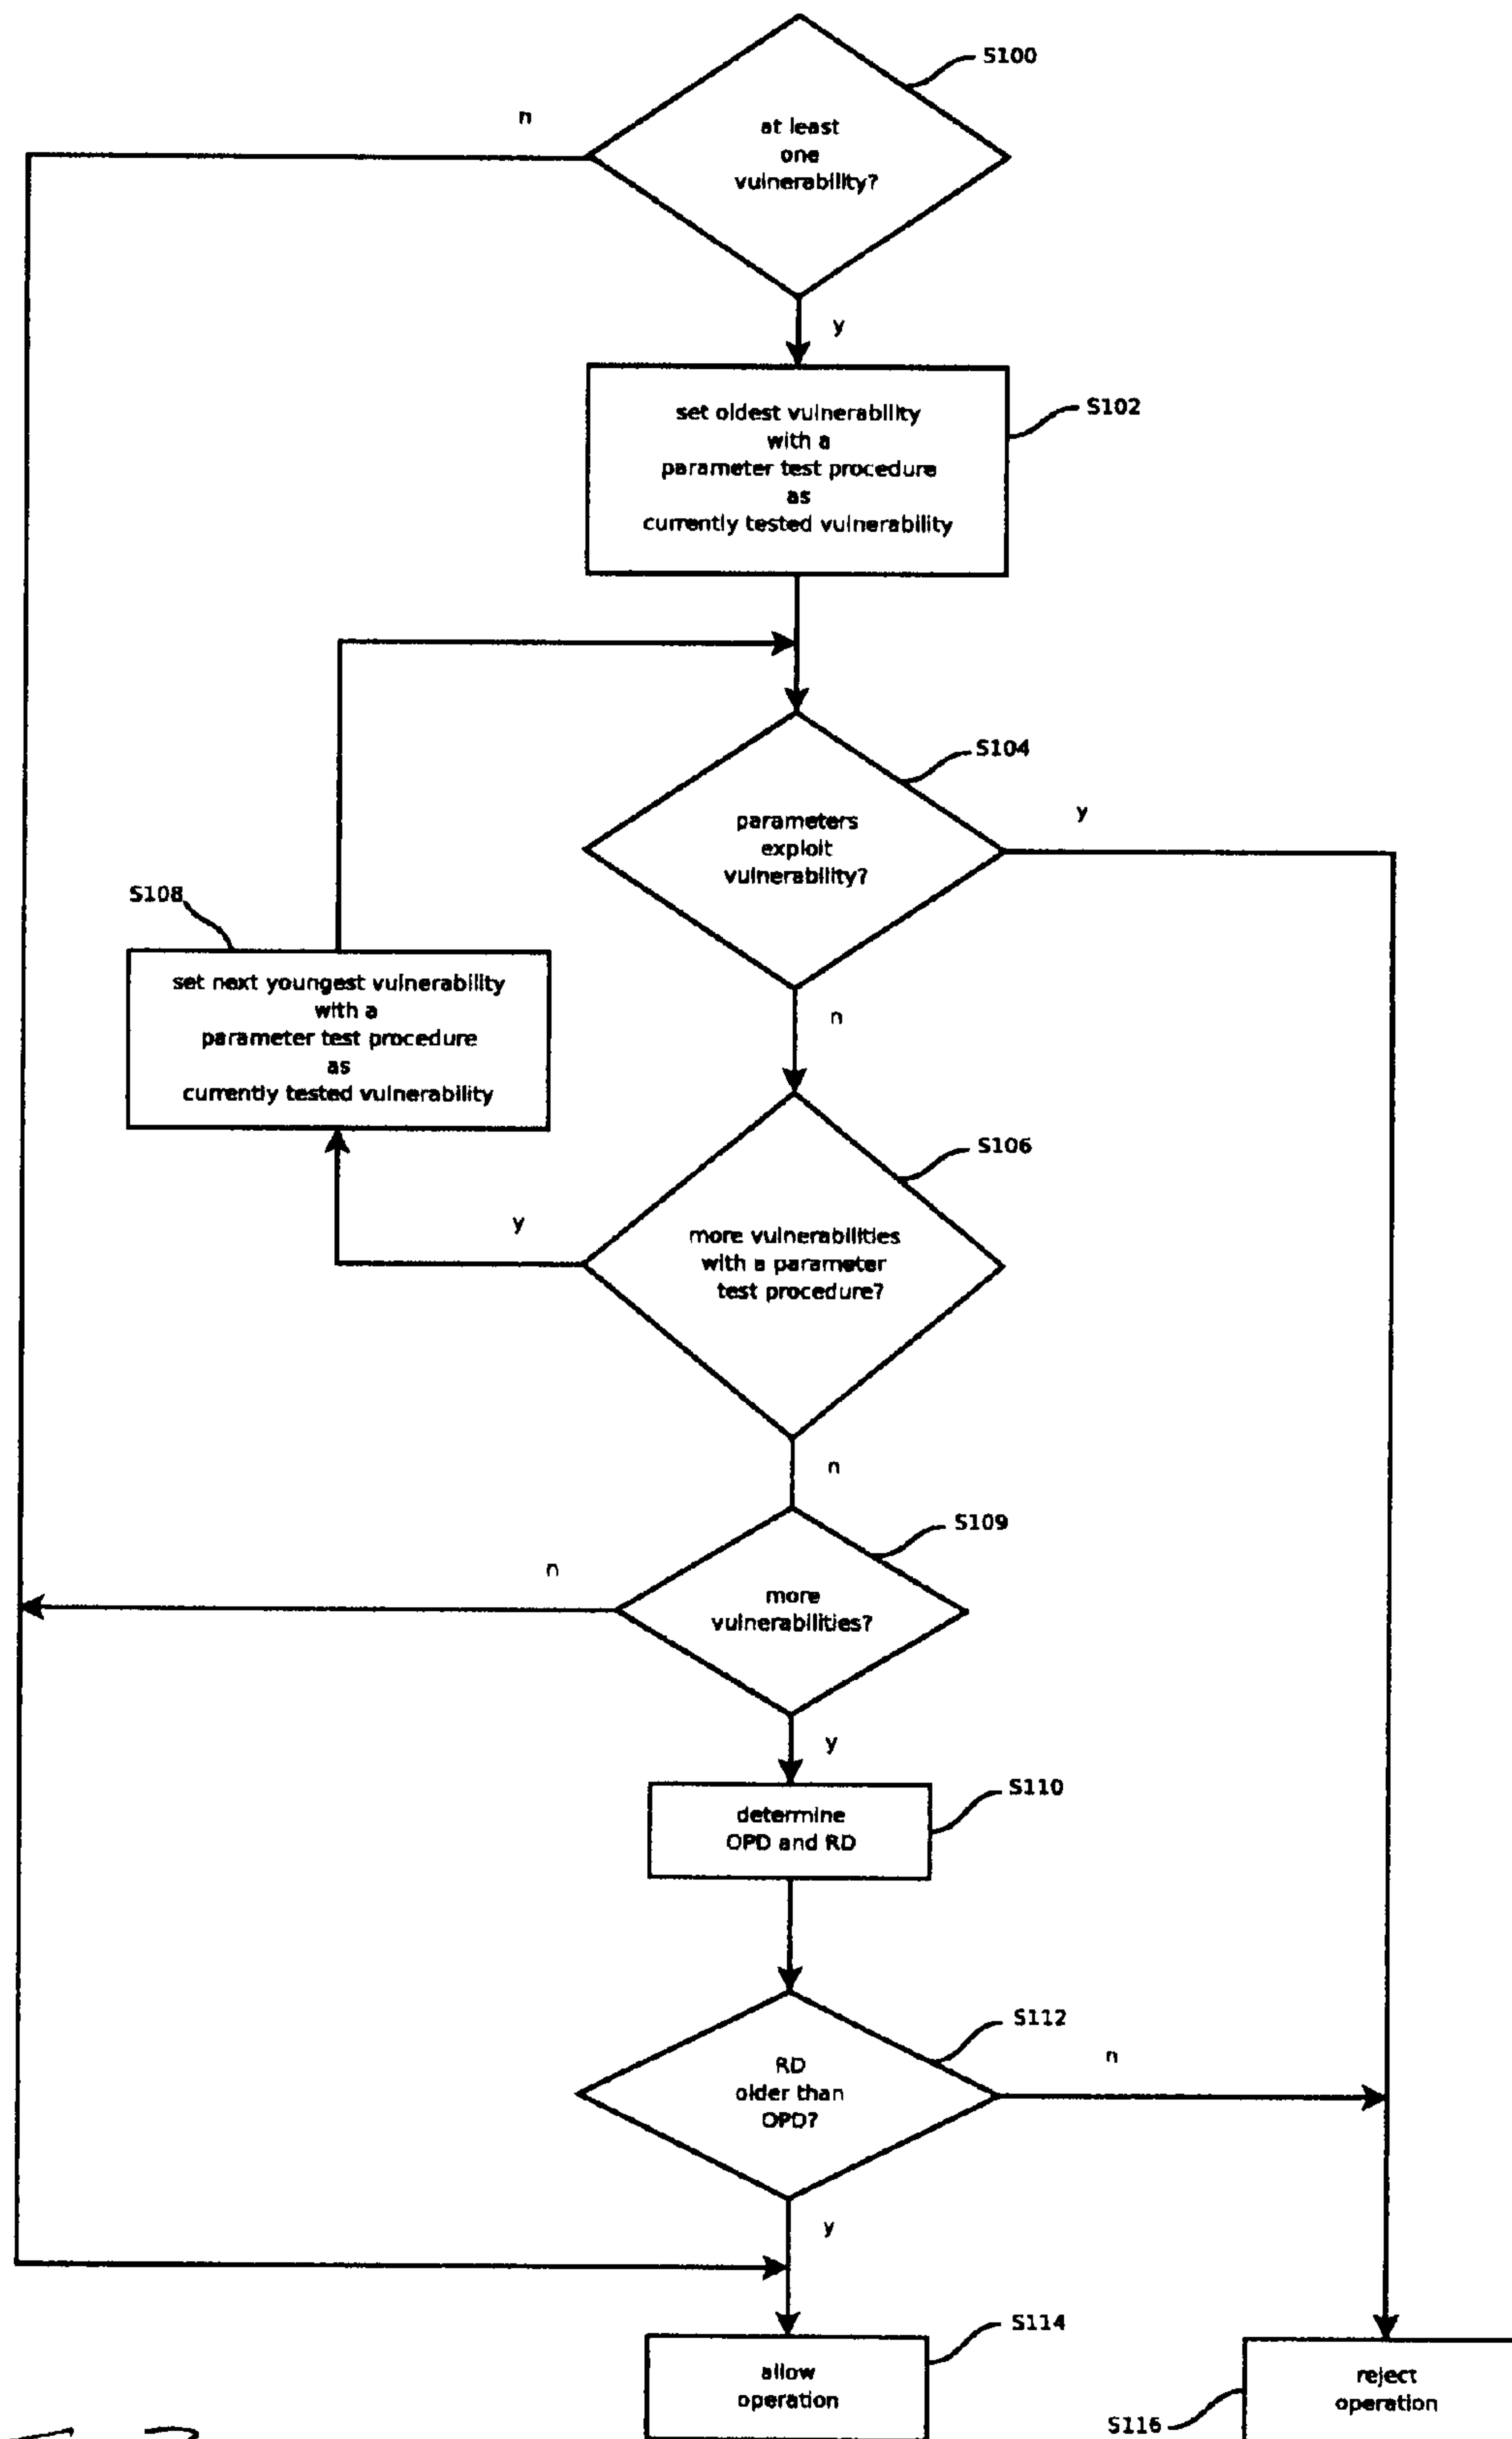 S100
n
at least
one
vulnerability?
y
set oldest vulnerability
with a
parameter test procedure
as
currently tested vulnerability
S102
S104
parameters
exploit
vulnerability?
y
S108
set next youngest vulnerability
with a
parameter test procedure
as
currently tested vulnerability
n
S106
y
more vulnerabilities
with a parameter
test procedure?
n
S109
n
more
vulnerabilities?
y
S110
determine
OPD and RD
S112
n
RD
older than
OPD?
y
S114
allow
operation
reject
operation
S116